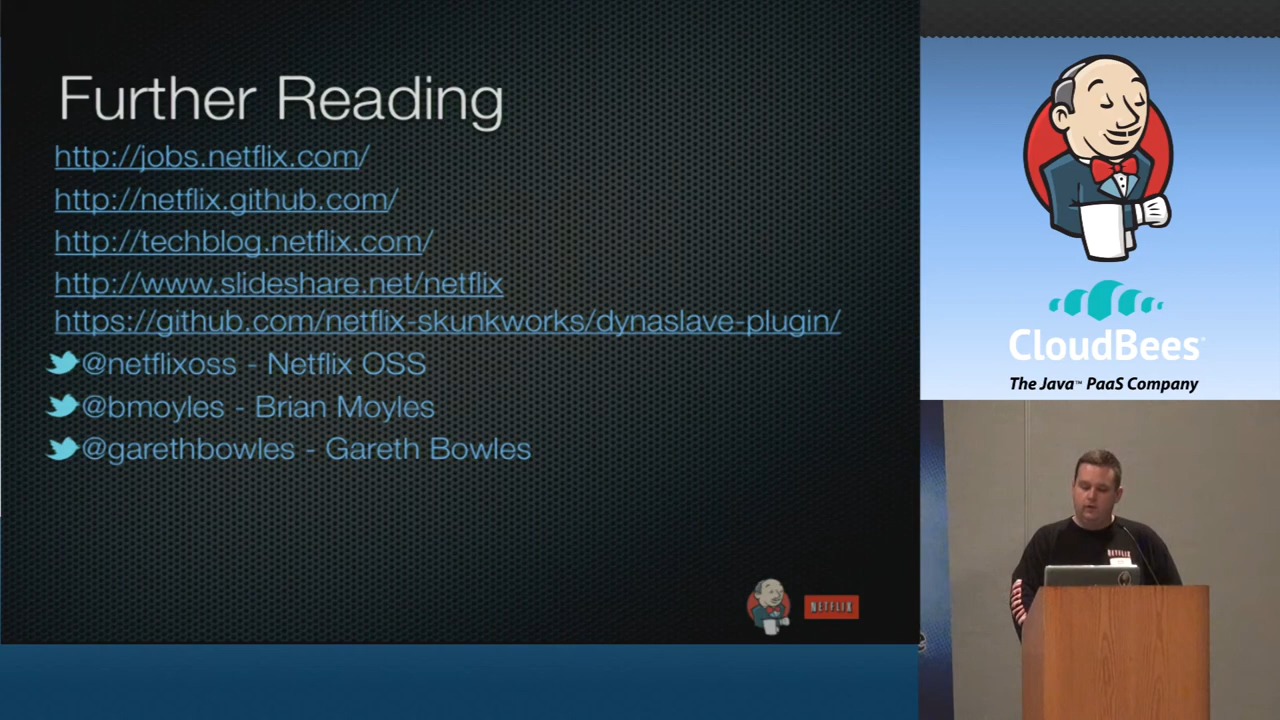 Further Reading
http://jobs.netflix.com/
http://netflix.github.com/
http://techblog.netflix.com/
http://www.slideshare.net/netflix
https://github.com/netflix-skunkworks/dynaslave-plugin/
@netflixoss - Netflix OSS
@bmoyles - Brian Moyles
@garethbowles - Gareth Bowles
NETFLIX
CloudBees
The Java™ PaaS Company
NETFLIX